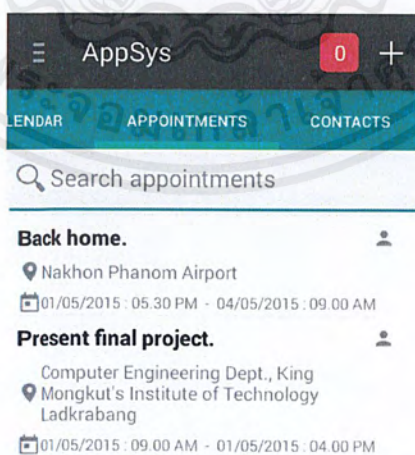 AppSys 0
LENDAR APPOINTMENTS CONTACTS
Search appointments
Back home.
Nakhon Phanom Airport
01/05/2015 : 05.30 PM - 04/05/2015 : 09.00 AM
Present final project.
Computer Engineering Dept., King
Mongkut's Institute of Technology
Ladkrabang
01/05/2015 : 09.00 AM - 01/05/2015 : 04.00 PM